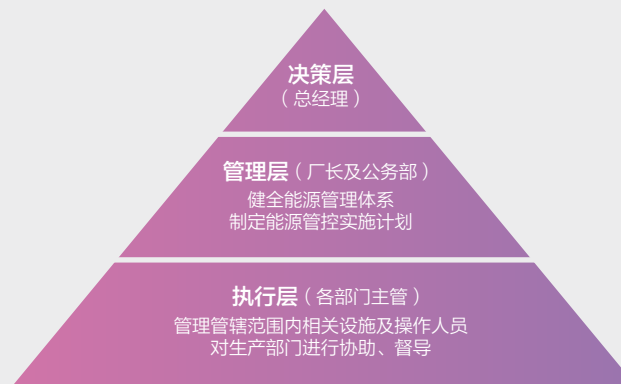 决策层
（总经理）
管理层（厂长及公务部）
健全能源管理体系
制定能源管控实施计划
执行层（各部门主管）
管理管辖范围内相关设施及操作人员
对生产部门进行协助、督导